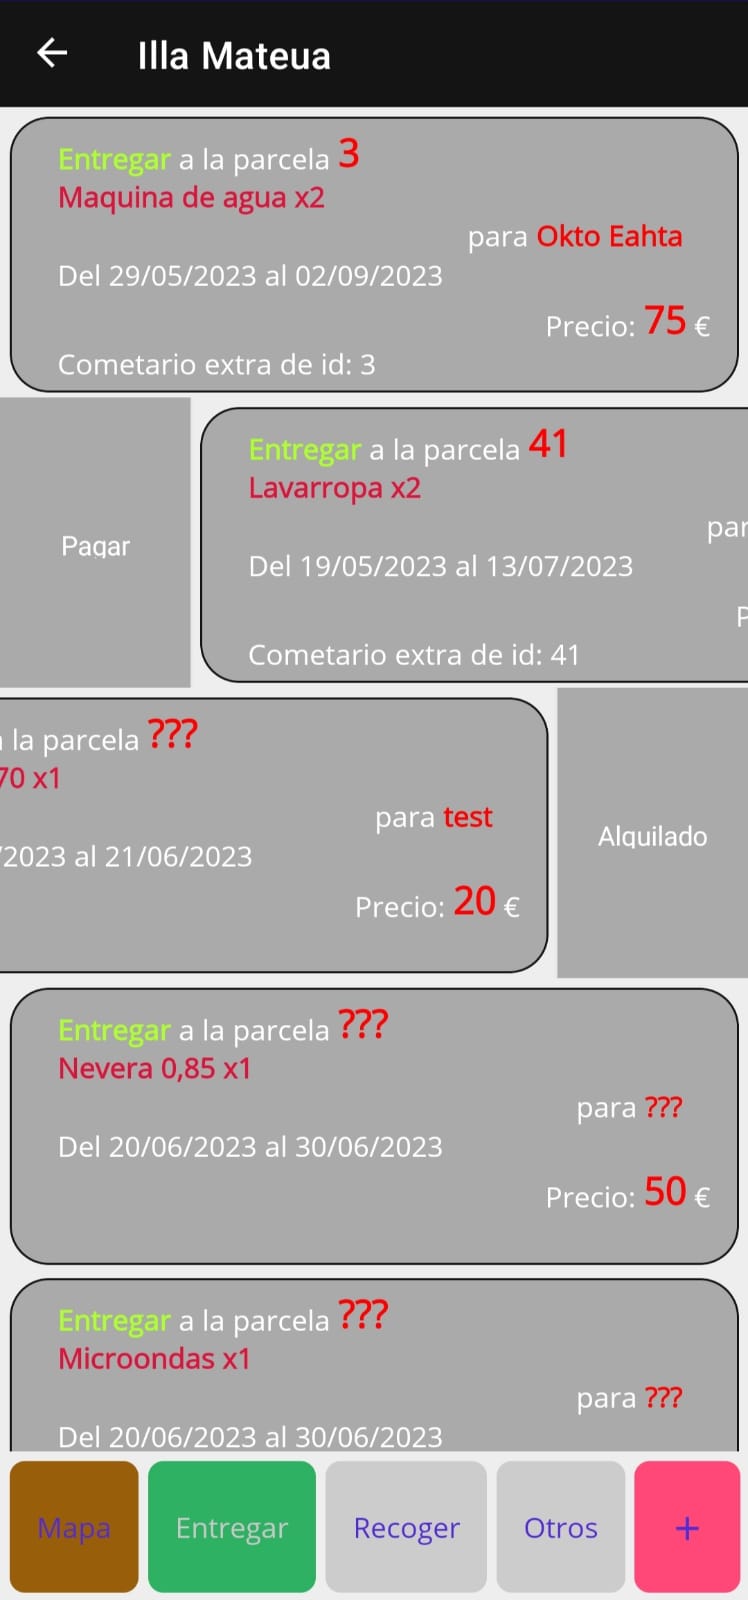 Illa Mateua
Entregar a la parcela 3
Maquina de agua x2
para Okto Eahta
Del 29/05/2023 al 02/09/2023
Precio: 75 €
Cometario extra de id: 3
Pagar
Entregar a la parcela 41
Lavarropa x2
par
Del 19/05/2023 al 13/07/2023
P
Cometario extra de id: 41
la parcela ???
70 x1
para test
/2023 al 21/06/2023
Precio: 20 €
Alquilado
Entregar a la parcela ???
Nevera 0,85 x1
para ???
Del 20/06/2023 al 30/06/2023
Precio: 50 €
Entregar a la parcela ???
Microondas x1
para ???
Del 20/06/2023 al 30/06/2023
Mapa
Entregar
Recoger
Otros
+